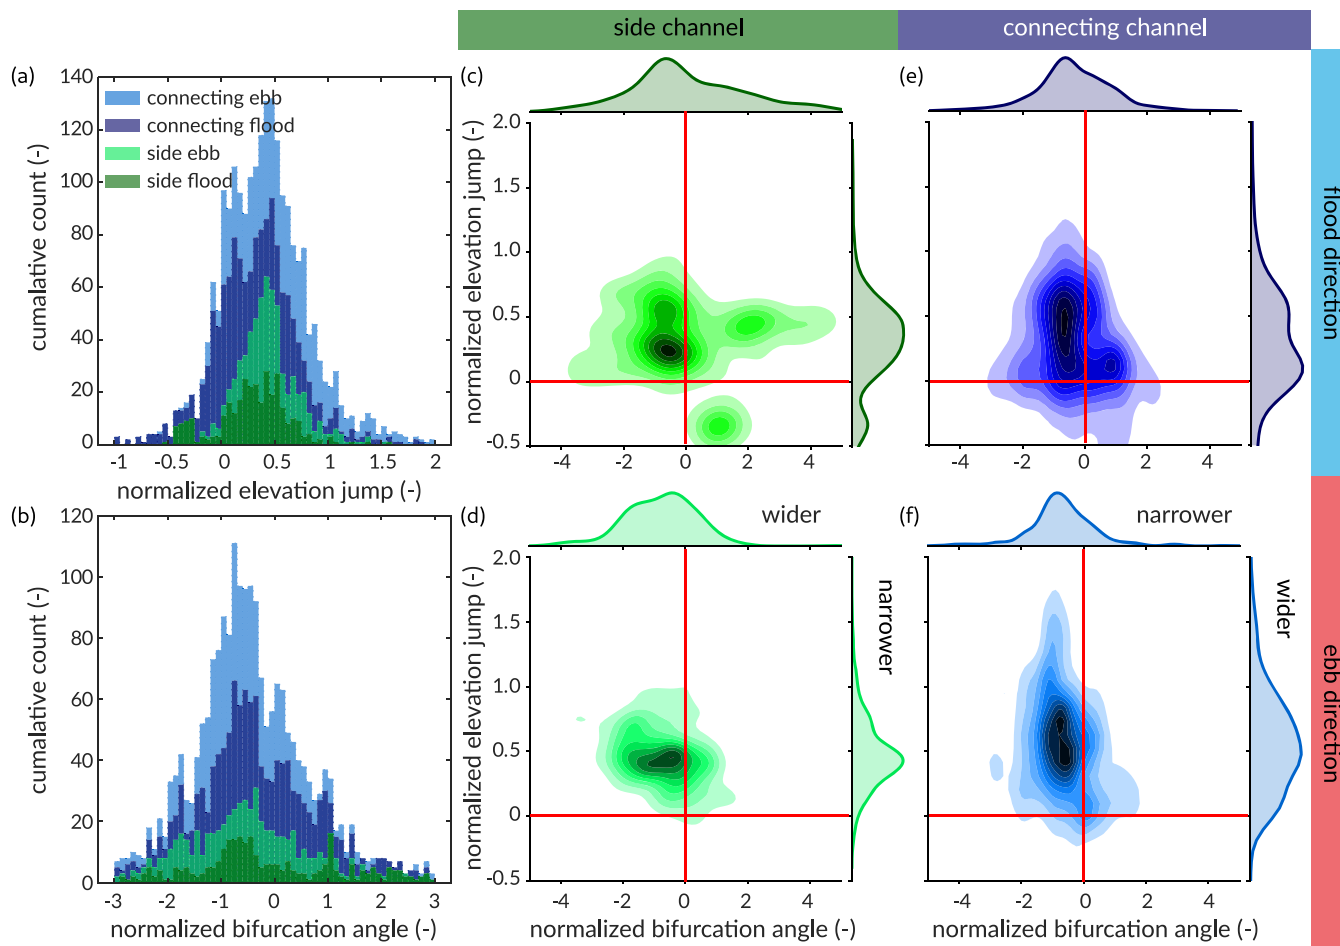 side channel
connecting channel
(a)
cumalative count (-)
140
120
100
80
60
40
20
0
connecting ebb
connecting flood
side ebb
side flood
-1
-0.5
0
0.5
1
1.5
2
normalized elevation jump (-)
(c)
normalized elevation jump (-)
2.0
1.5
1.0
0.5
0
-0.5
-4
-2
0
2
4
(e)
-4
-2
0
2
4
flood direction
(b)
cumalative count (-)
120
100
80
60
40
20
0
-3
-2
-1
0
1
2
3
normalized bifurcation angle (-)
(d)
wider
narrower
normalized elevation jump (-)
2.0
1.5
1.0
0.5
0
-0.5
-4
-2
0
2
4
normalized bifurcation angle (-)
(f)
narrower
wider
-4
-2
0
2
4
normalized bifurcation angle (-)
ebb direction